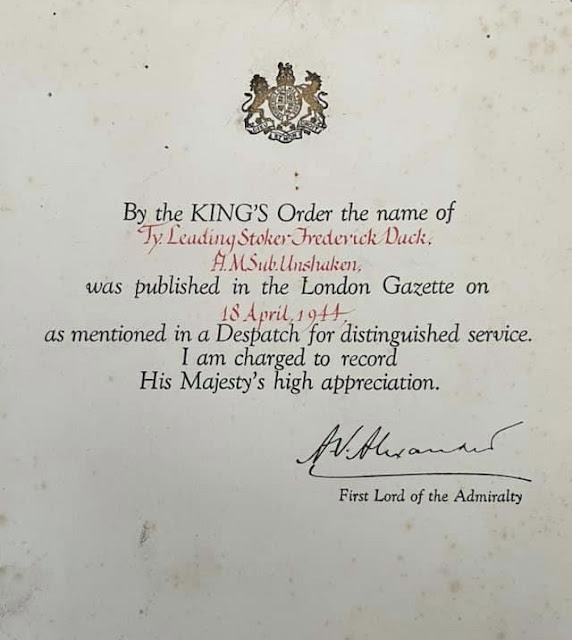 By the KING'S Order the name of
Ty. Leading Stoker Frederick Duck,
H.M. Sub. Unshaken,
was published in the London Gazette on
18 April, 1944,
as mentioned in a Despatch for distinguished service.
I am charged to record
His Majesty's high appreciation.
A.V. Alexander
First Lord of the Admiralty